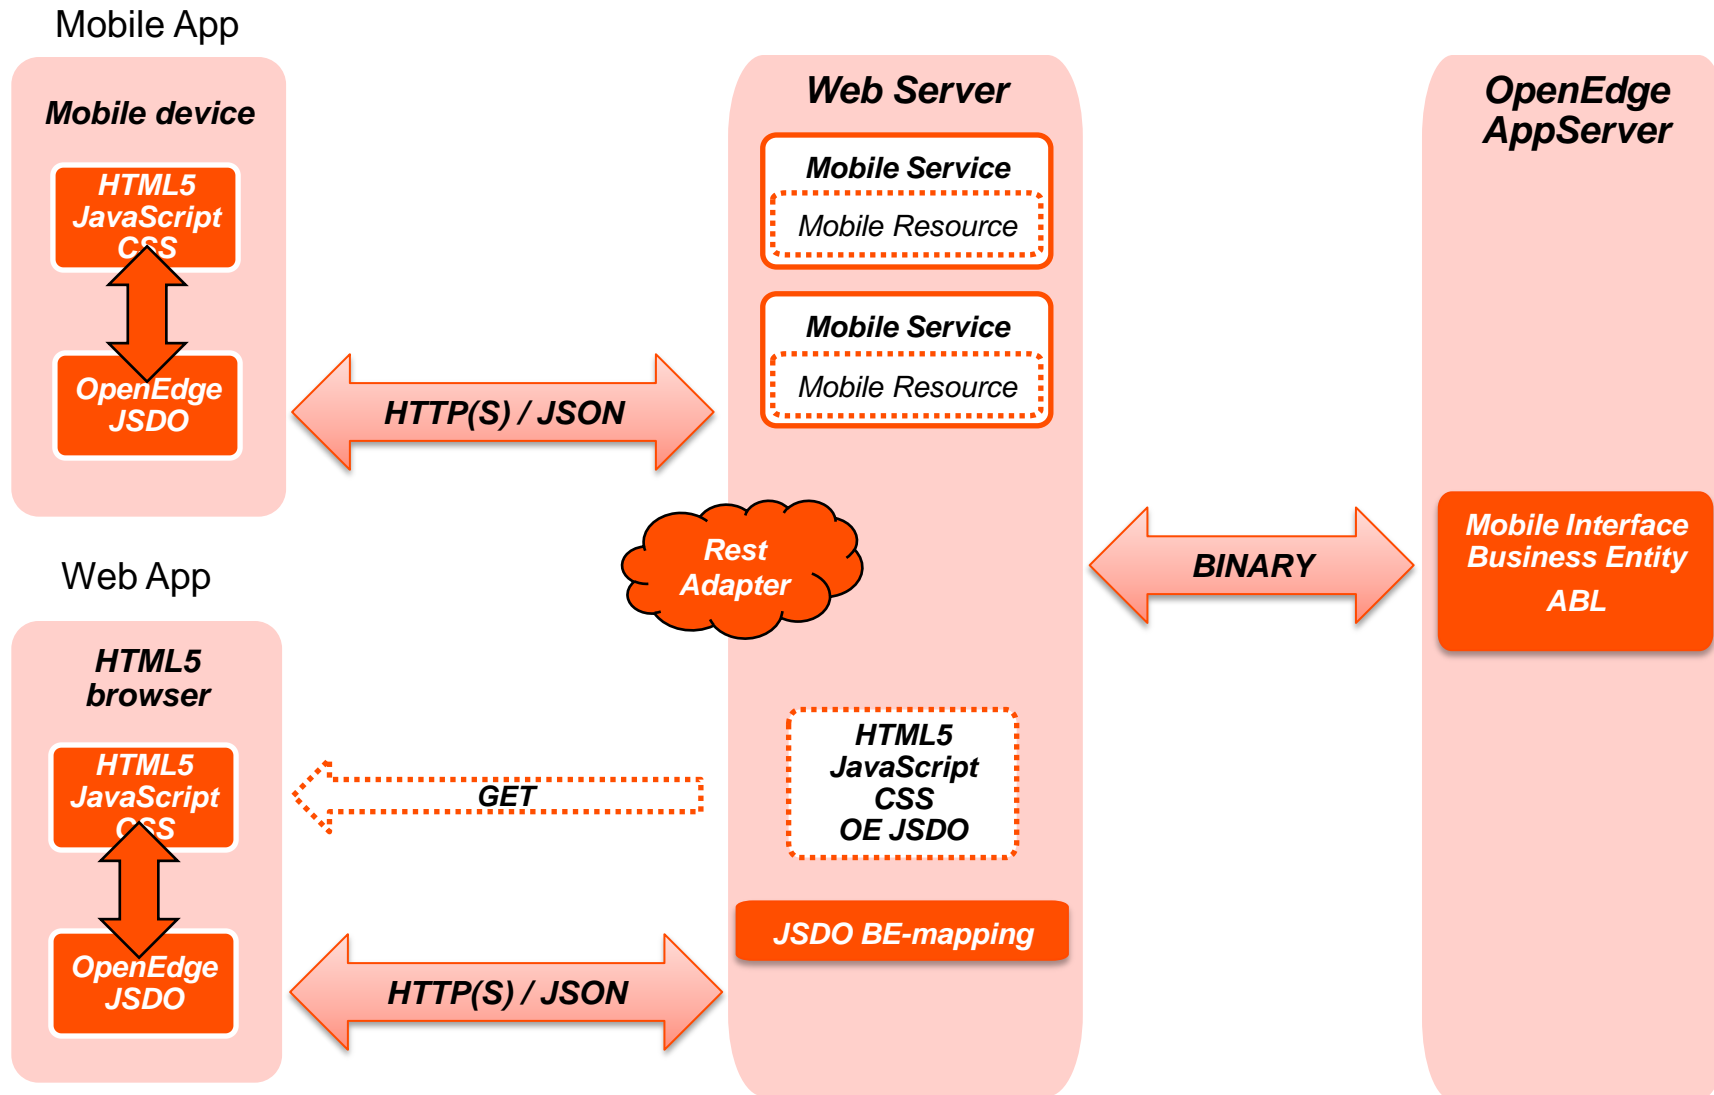 Mobile App
Mobile device
HTML5
JavaScript
CSS
OpenEdge
JSDO
HTTP(S) / JSON
Web App
HTML5
browser
HTML5
JavaScript
CSS
OpenEdge
JSDO
GET
HTTP(S) / JSON
Web Server
Mobile Service
Mobile Resource
Mobile Service
Mobile Resource
Rest
Adapter
HTML5
JavaScript
CSS
OE JSDO
JSDO BE-mapping
BINARY
OpenEdge
AppServer
Mobile Interface
Business Entity
ABL